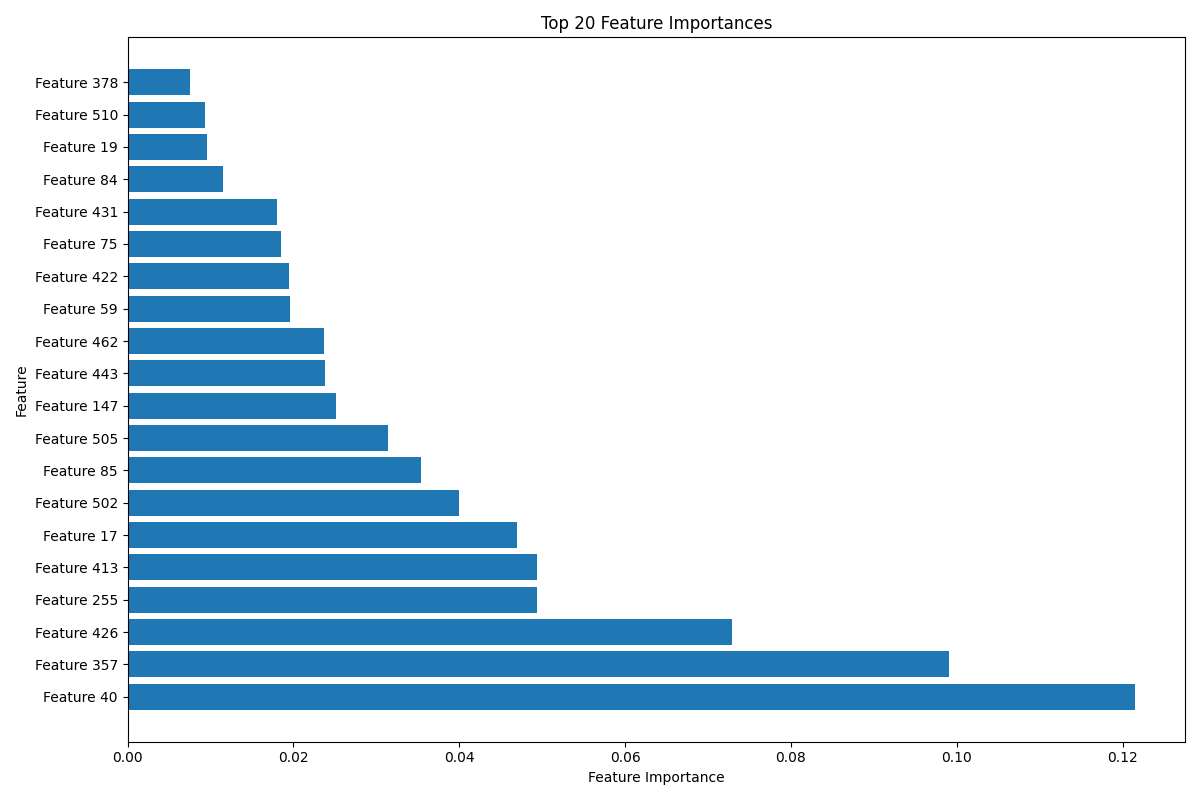 Top 20 Feature Importances
Feature
Feature 378
Feature 510
Feature 19
Feature 84
Feature 431
Feature 75
Feature 422
Feature 59
Feature 462
Feature 443
Feature 147
Feature 505
Feature 85
Feature 502
Feature 17
Feature 413
Feature 255
Feature 426
Feature 357
Feature 40
0.00 0.02 0.04 0.06 0.08 0.10 0.12
Feature Importance